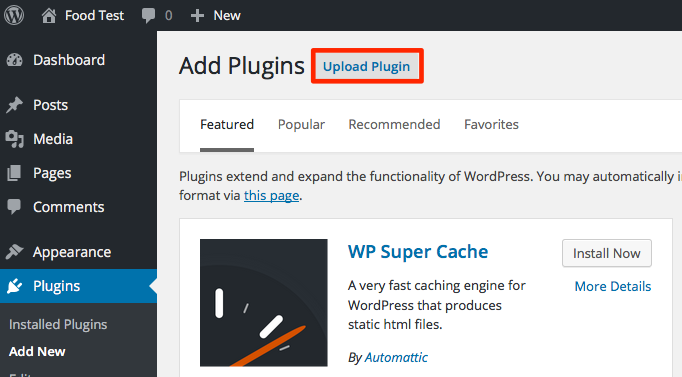 Food Test 0 New
Dashboard
Posts
Media
Pages
Comments
Appearance
Plugins
Installed Plugins
Add New
Add Plugins Upload Plugin
Featured Popular Recommended Favorites
Plugins extend and expand the functionality of WordPress. You may automatically
format via this page.
WP Super Cache
Install Now
More Details
A very fast caching engine for
WordPress that produces
static html files.
By Automattic